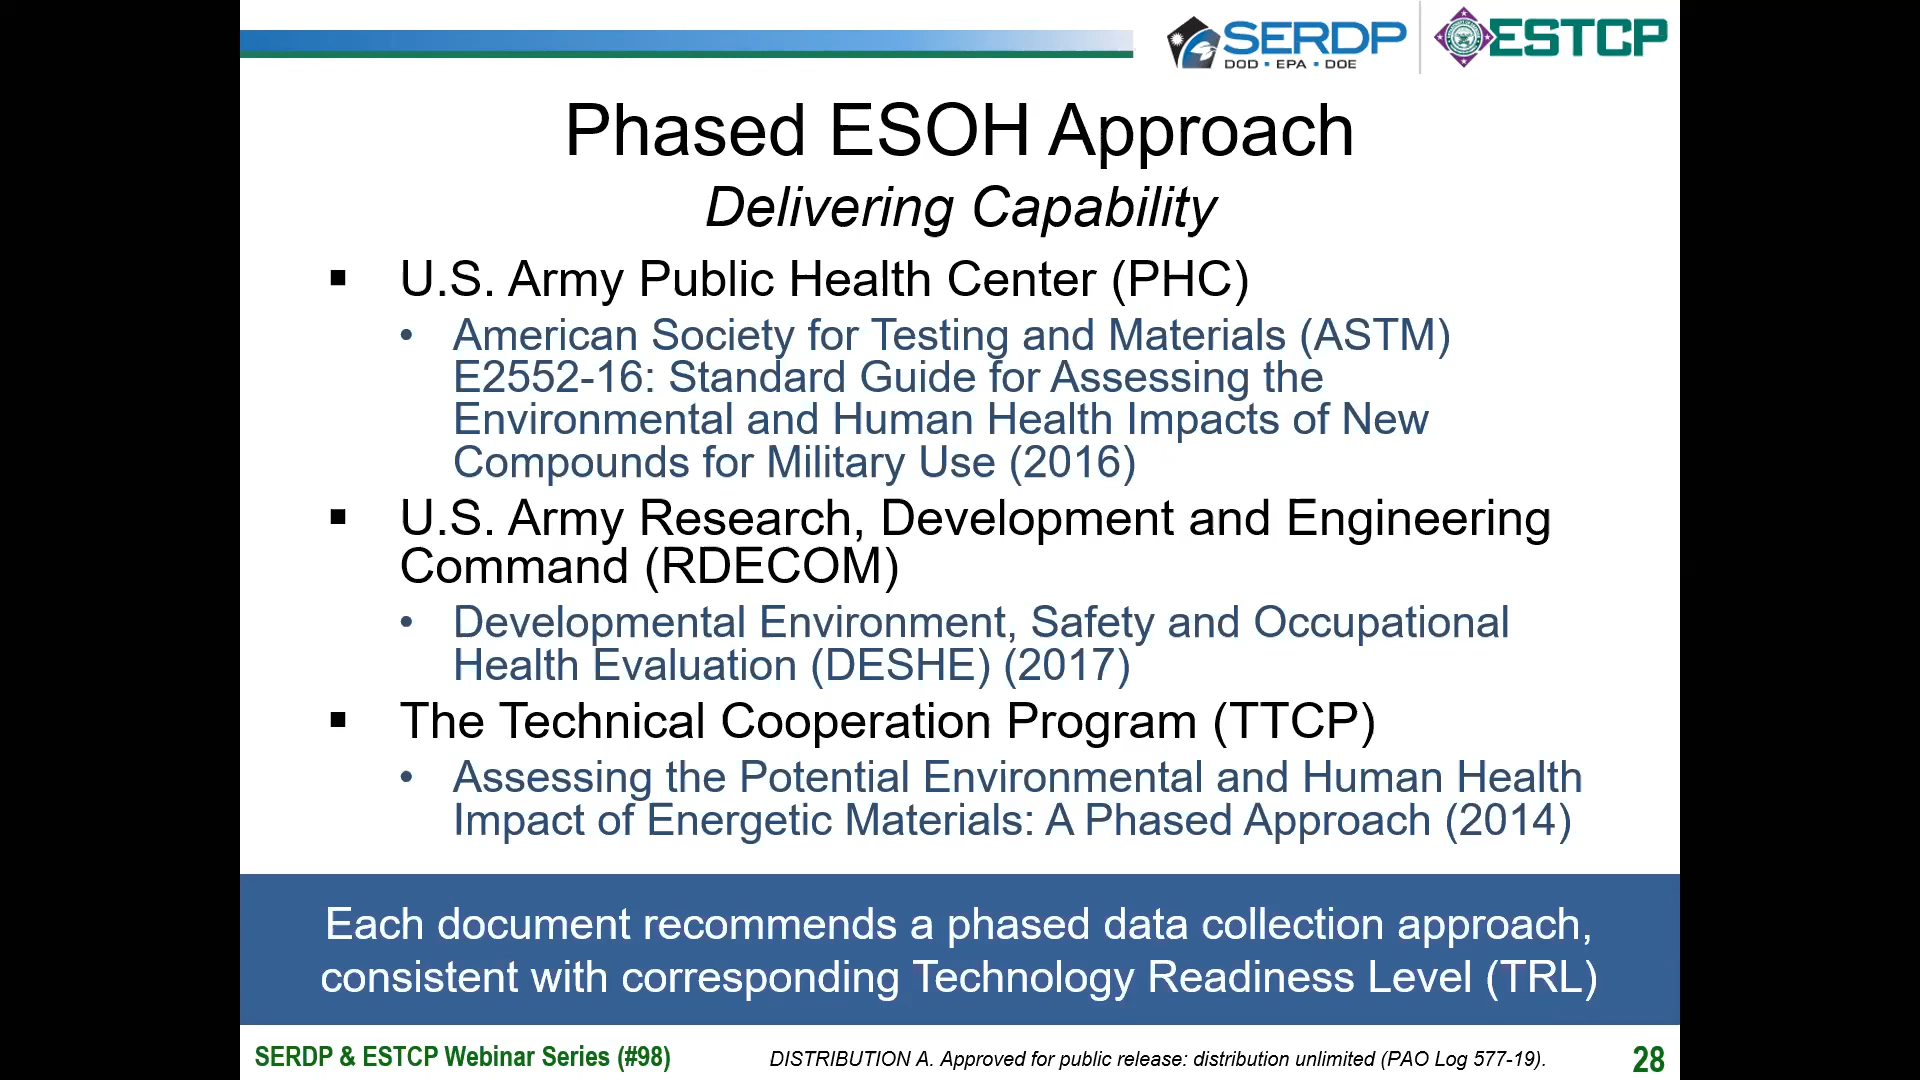 SERDP
DOD ▪ EPA ▪ DOE
ESTCP
Phased ESOH Approach
Delivering Capability
▪ U.S. Army Public Health Center (PHC)
• American Society for Testing and Materials (ASTM)
E2552-16: Standard Guide for Assessing the
Environmental and Human Health Impacts of New
Compounds for Military Use (2016)
▪ U.S. Army Research, Development and Engineering
Command (RDECOM)
• Developmental Environment, Safety and Occupational
Health Evaluation (DESHE) (2017)
▪ The Technical Cooperation Program (TTCP)
• Assessing the Potential Environmental and Human Health
Impact of Energetic Materials: A Phased Approach (2014)
Each document recommends a phased data collection approach,
consistent with corresponding Technology Readiness Level (TRL)
SERDP & ESTCP Webinar Series (#98)
DISTRIBUTION A. Approved for public release: distribution unlimited (PAO Log 577-19).
28